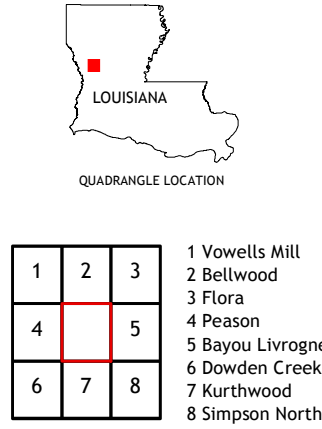 LOUISIANA
QUADRANGLE LOCATION
1 2 3
4 5
6 7 8
1 Vowells Mill
2 Bellwood
3 Flora
4 Peason
5 Bayou Livrogne
6 Dowden Creek
7 Kurthwood
8 Simpson North